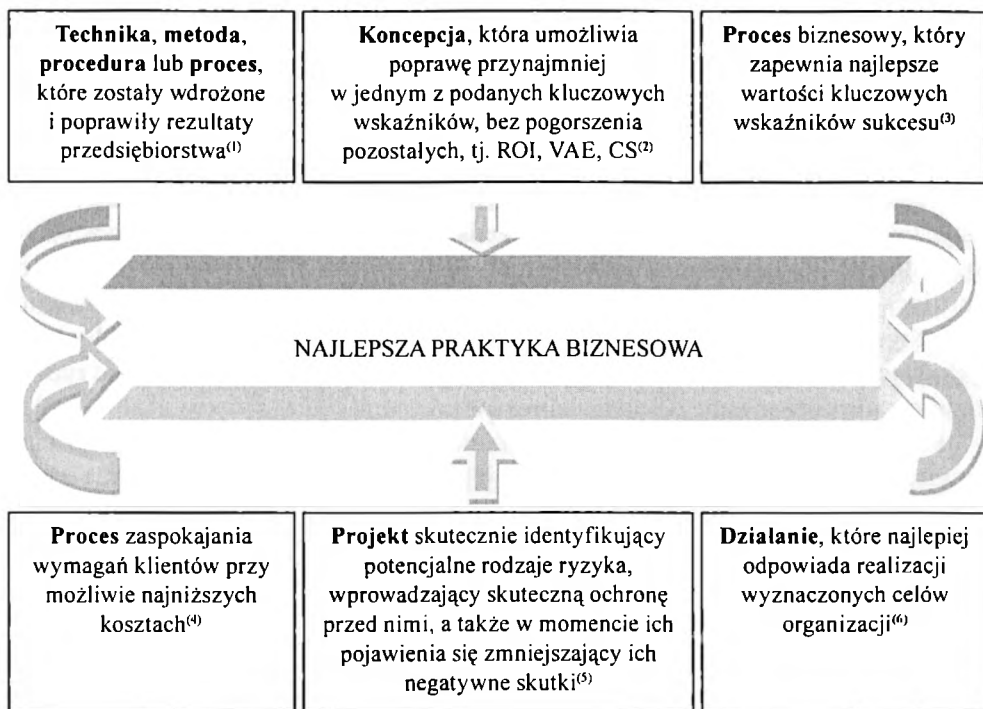 Technika, metoda,
procedura lub proces,
które zostały wdrożone
i poprawiły rezultaty
przedsiębiorstwa(1)
Koncepcja, która umożliwia
poprawę przynajmniej
w jednym z podanych kluczowych
wskaźników, bez pogorszenia
pozostałych, tj. ROI, VAE, CS(2)
Proces biznesowy, który
zapewnia najlepsze
wartości kluczowych
wskaźników sukcesu(3)
NAJLEPSZA PRAKTYKA BIZNESOWA
Proces zaspokajania
wymagań klientów przy
możliwie najniższych
kosztach(4)
Projekt skutecznie identyfikujący
potencjalne rodzaje ryzyka,
wprowadzający skuteczną ochronę
przed nimi, a także w momencie ich
pojawienia się zmniejszający ich
negatywne skutki(5)
Działanie, które najlepiej
odpowiada realizacji
wyznaczonych celów
organizacji(6)